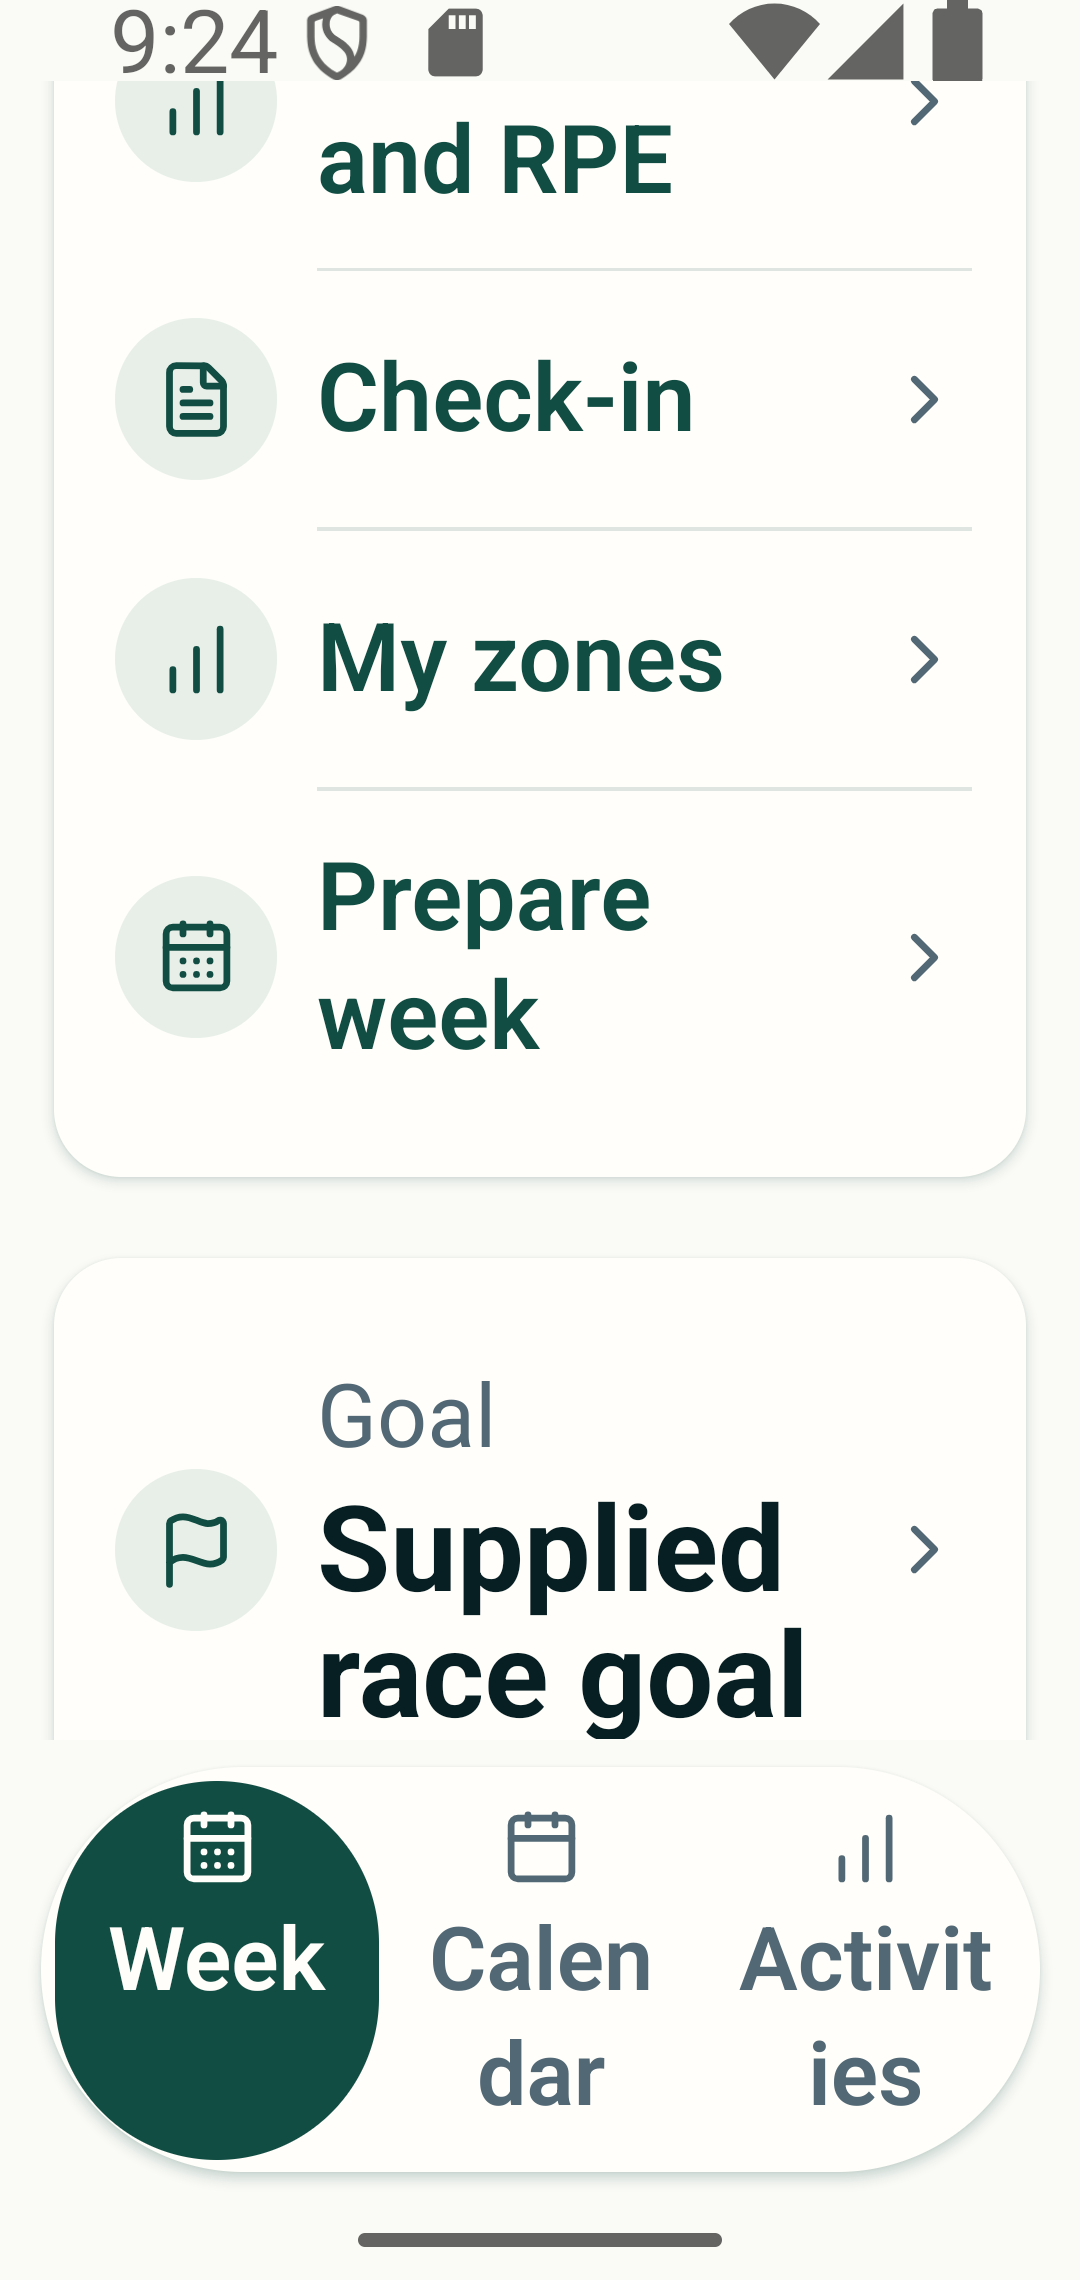 9:24
and RPE
Check-in
My zones
Prepare
week
Goal
Supplied
race goal
Week
Calen
dar
Activit
ies